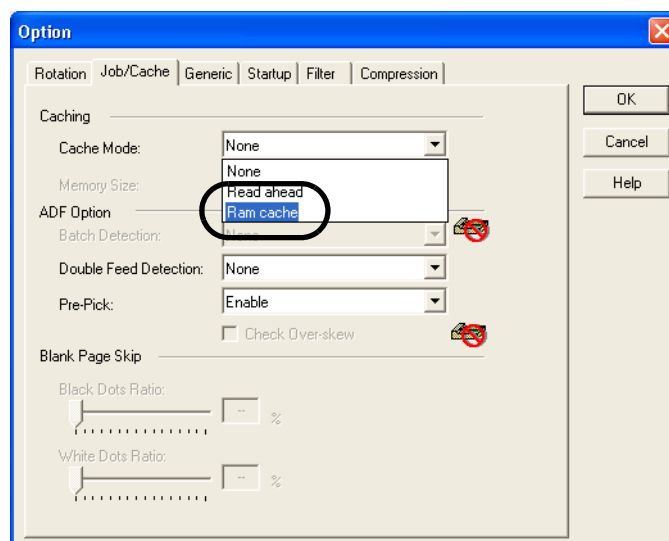 Option
Rotation Job/Cache Generic Startup Filter Compression
OK
Cancel
Help
Caching
Cache Mode: None
None
Read ahead
Ram cache
Memory Size:
ADF Option
Batch Detection: None
Double Feed Detection: None
Pre-Pick: Enable
Check Over-skew
Blank Page Skip
Black Dots Ratio:
-- %
White Dots Ratio:
-- %